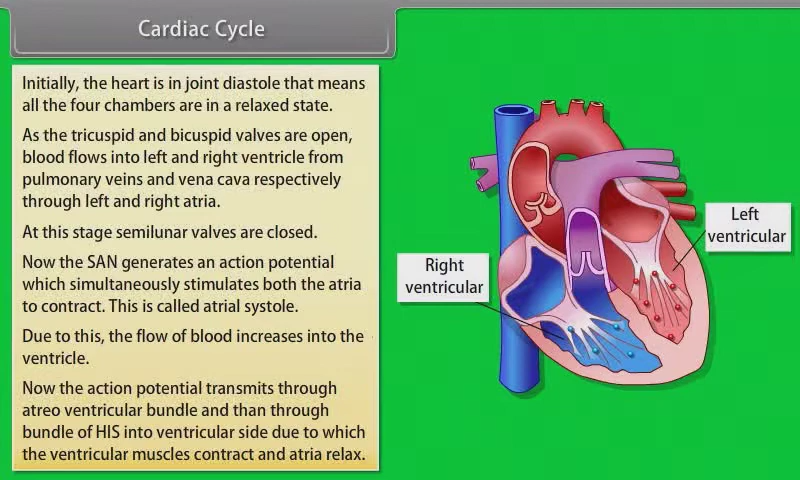 Cardiac Cycle
Initially, the heart is in joint diastole that means
all the four chambers are in a relaxed state.
As the tricuspid and bicuspid valves are open,
blood flows into left and right ventricle from
pulmonary veins and vena cava respectively
through left and right atria.
At this stage semilunar valves are closed.
Now the SAN generates an action potential
which simultaneously stimulates both the atria
to contract. This is called atrial systole.
Due to this, the flow of blood increases into the
ventricle.
Now the action potential transmits through
atreo ventricular bundle and than through
bundle of HIS into ventricular side due to which
the ventricular muscles contract and atria relax.
Left
ventricular
Right
ventricular